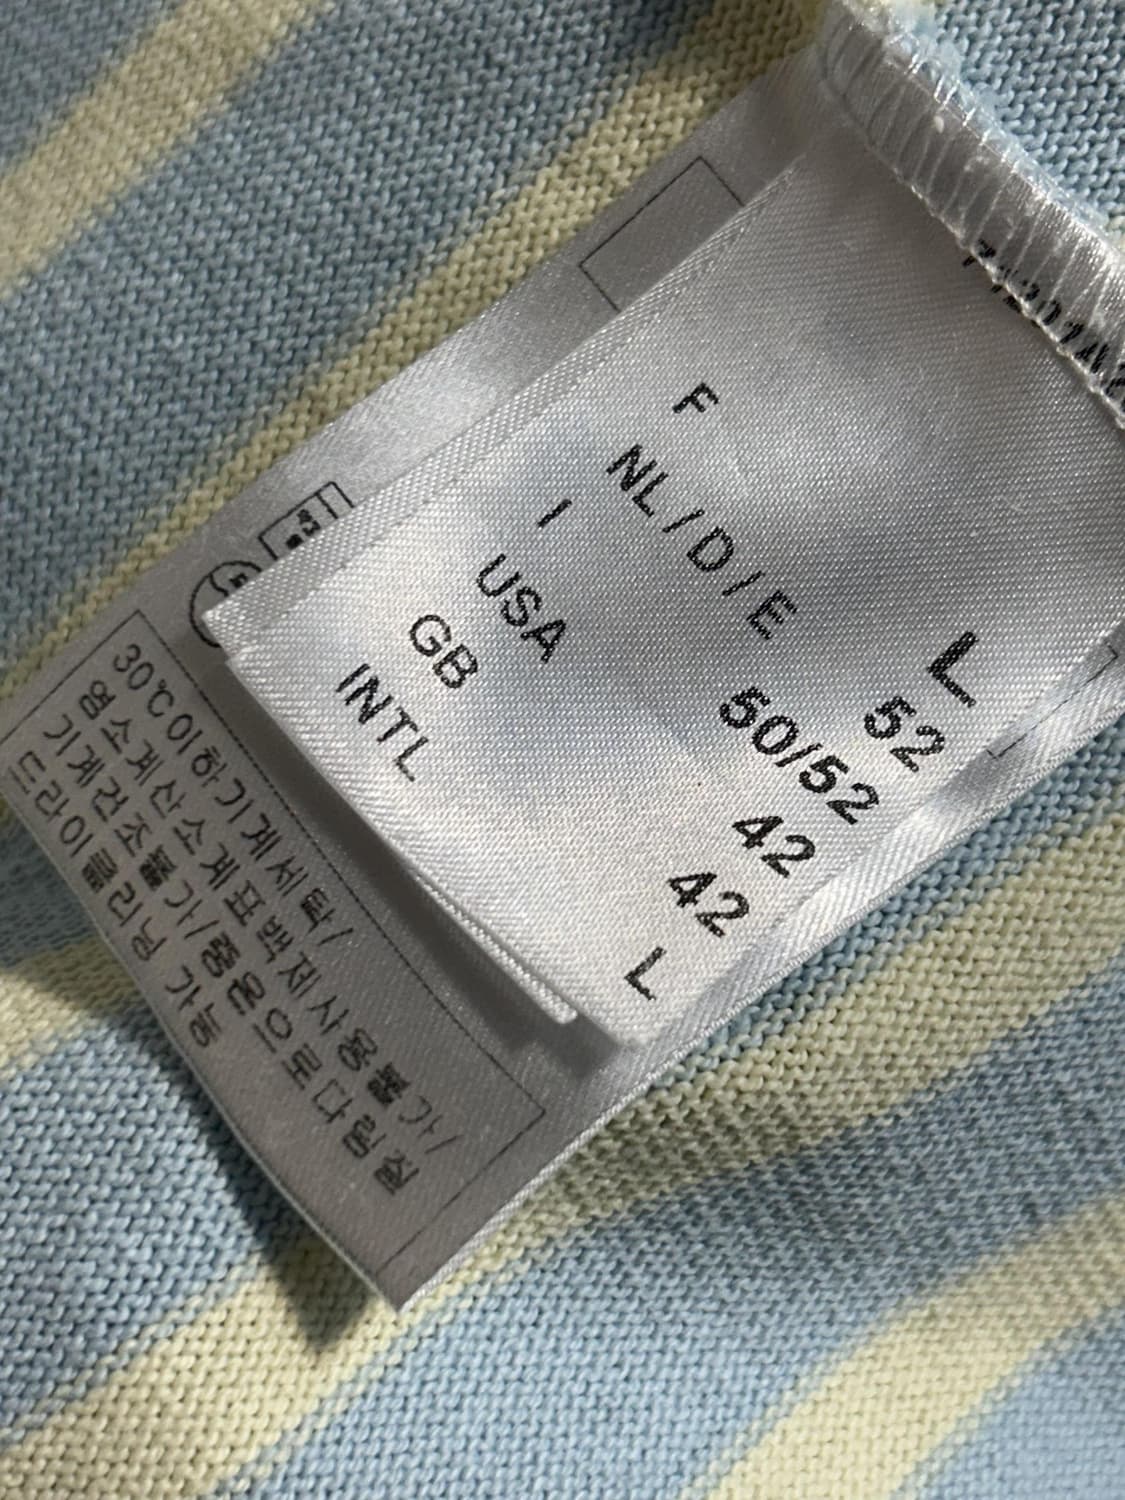 F L
NL / D / E 52
I 50/52
USA 42
GB 42
INTL L
30℃이하기계세탁/
염소계산소계표백제사용불가/
기계건조불가/중온으로다림질
드라이클리닝 가능